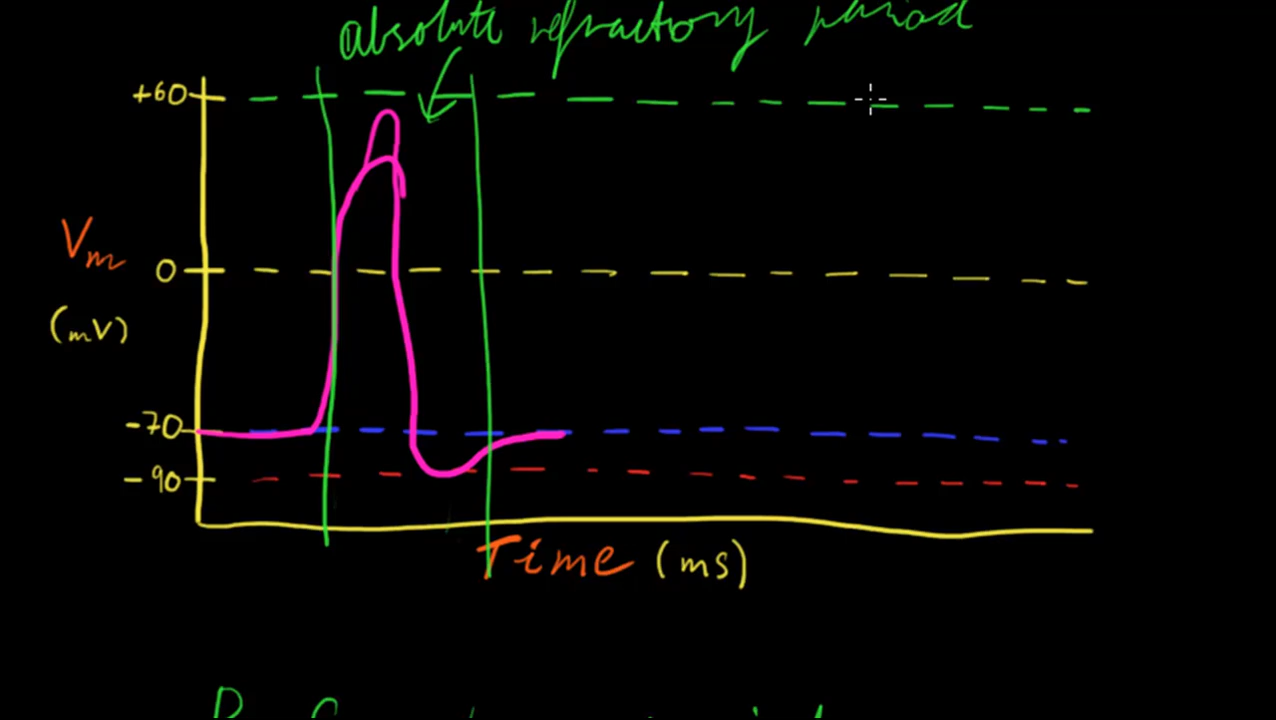 absolute refractory period
+60
Vm
0
(mV)
-70
-90
Time (ms)